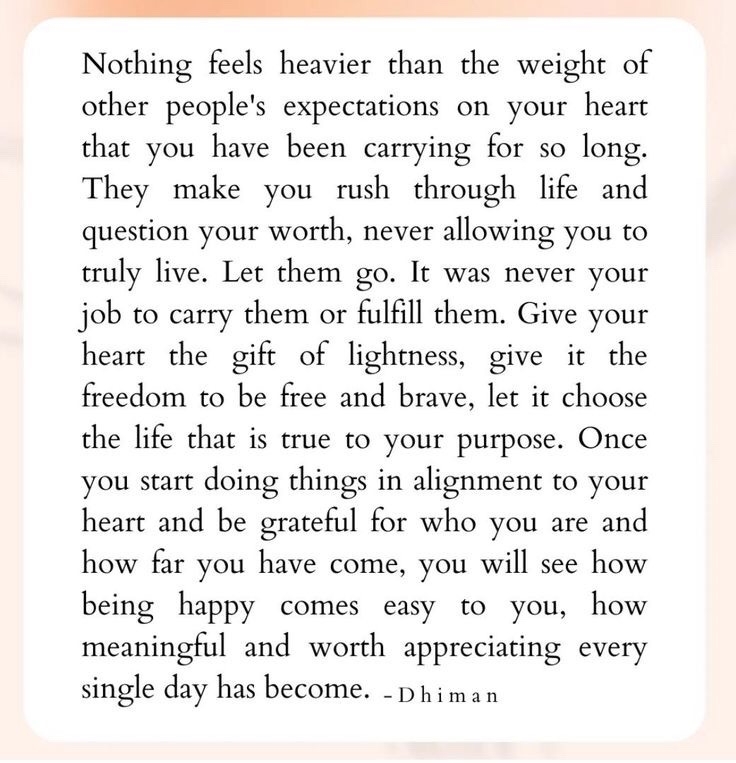 Nothing feels heavier than the weight of
other people's expectations on your heart
that you have been carrying for so long.
They make you rush through life and
question your worth, never allowing you to
truly live. Let them go. It was never your
job to carry them or fulfill them. Give your
heart the gift of lightness, give it the
freedom to be free and brave, let it choose
the life that is true to your purpose. Once
you start doing things in alignment to your
heart and be grateful for who you are and
how far you have come, you will see how
being happy comes easy to you, how
meaningful and worth appreciating every
single day has become. -Dhiman